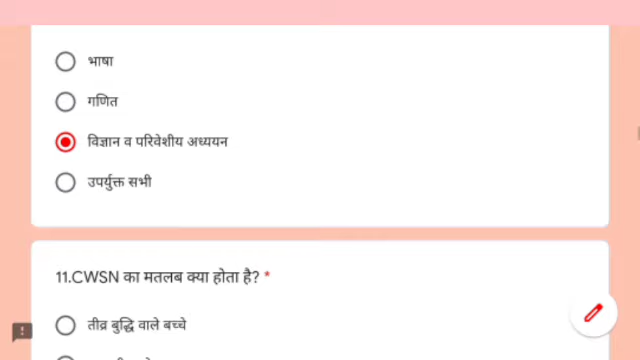 भाषा
गणित
विज्ञान व परिवेशीय अध्ययन
उपर्युक्त सभी
11.CWSN का मतलब क्या होता है? *
तीव्र बुद्धि वाले बच्चे